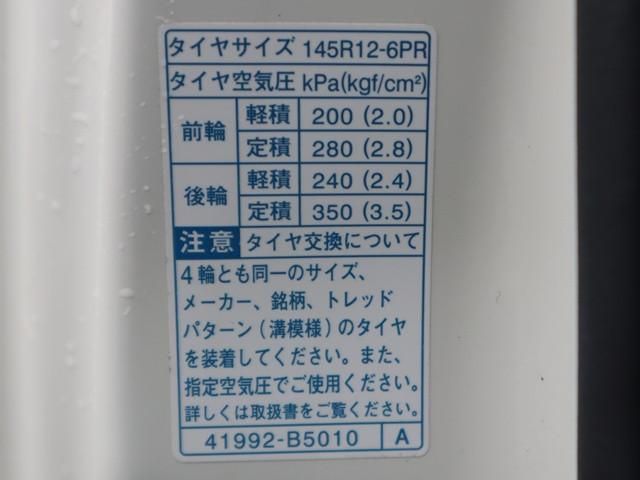 タイヤサイズ 145R12-6PR
タイヤ空気圧 kPa(kgf/cm²)
前輪 軽積 200 (2.0)
定積 280 (2.8)
後輪 軽積 240 (2.4)
定積 350 (3.5)
注意 タイヤ交換について
4輪とも同一のサイズ、
メーカー、銘柄、トレッド
パターン(溝模様)のタイヤ
を装着してください。また、
指定空気圧でご使用ください。
詳しくは取扱書をご覧ください。
41992-B5010 A